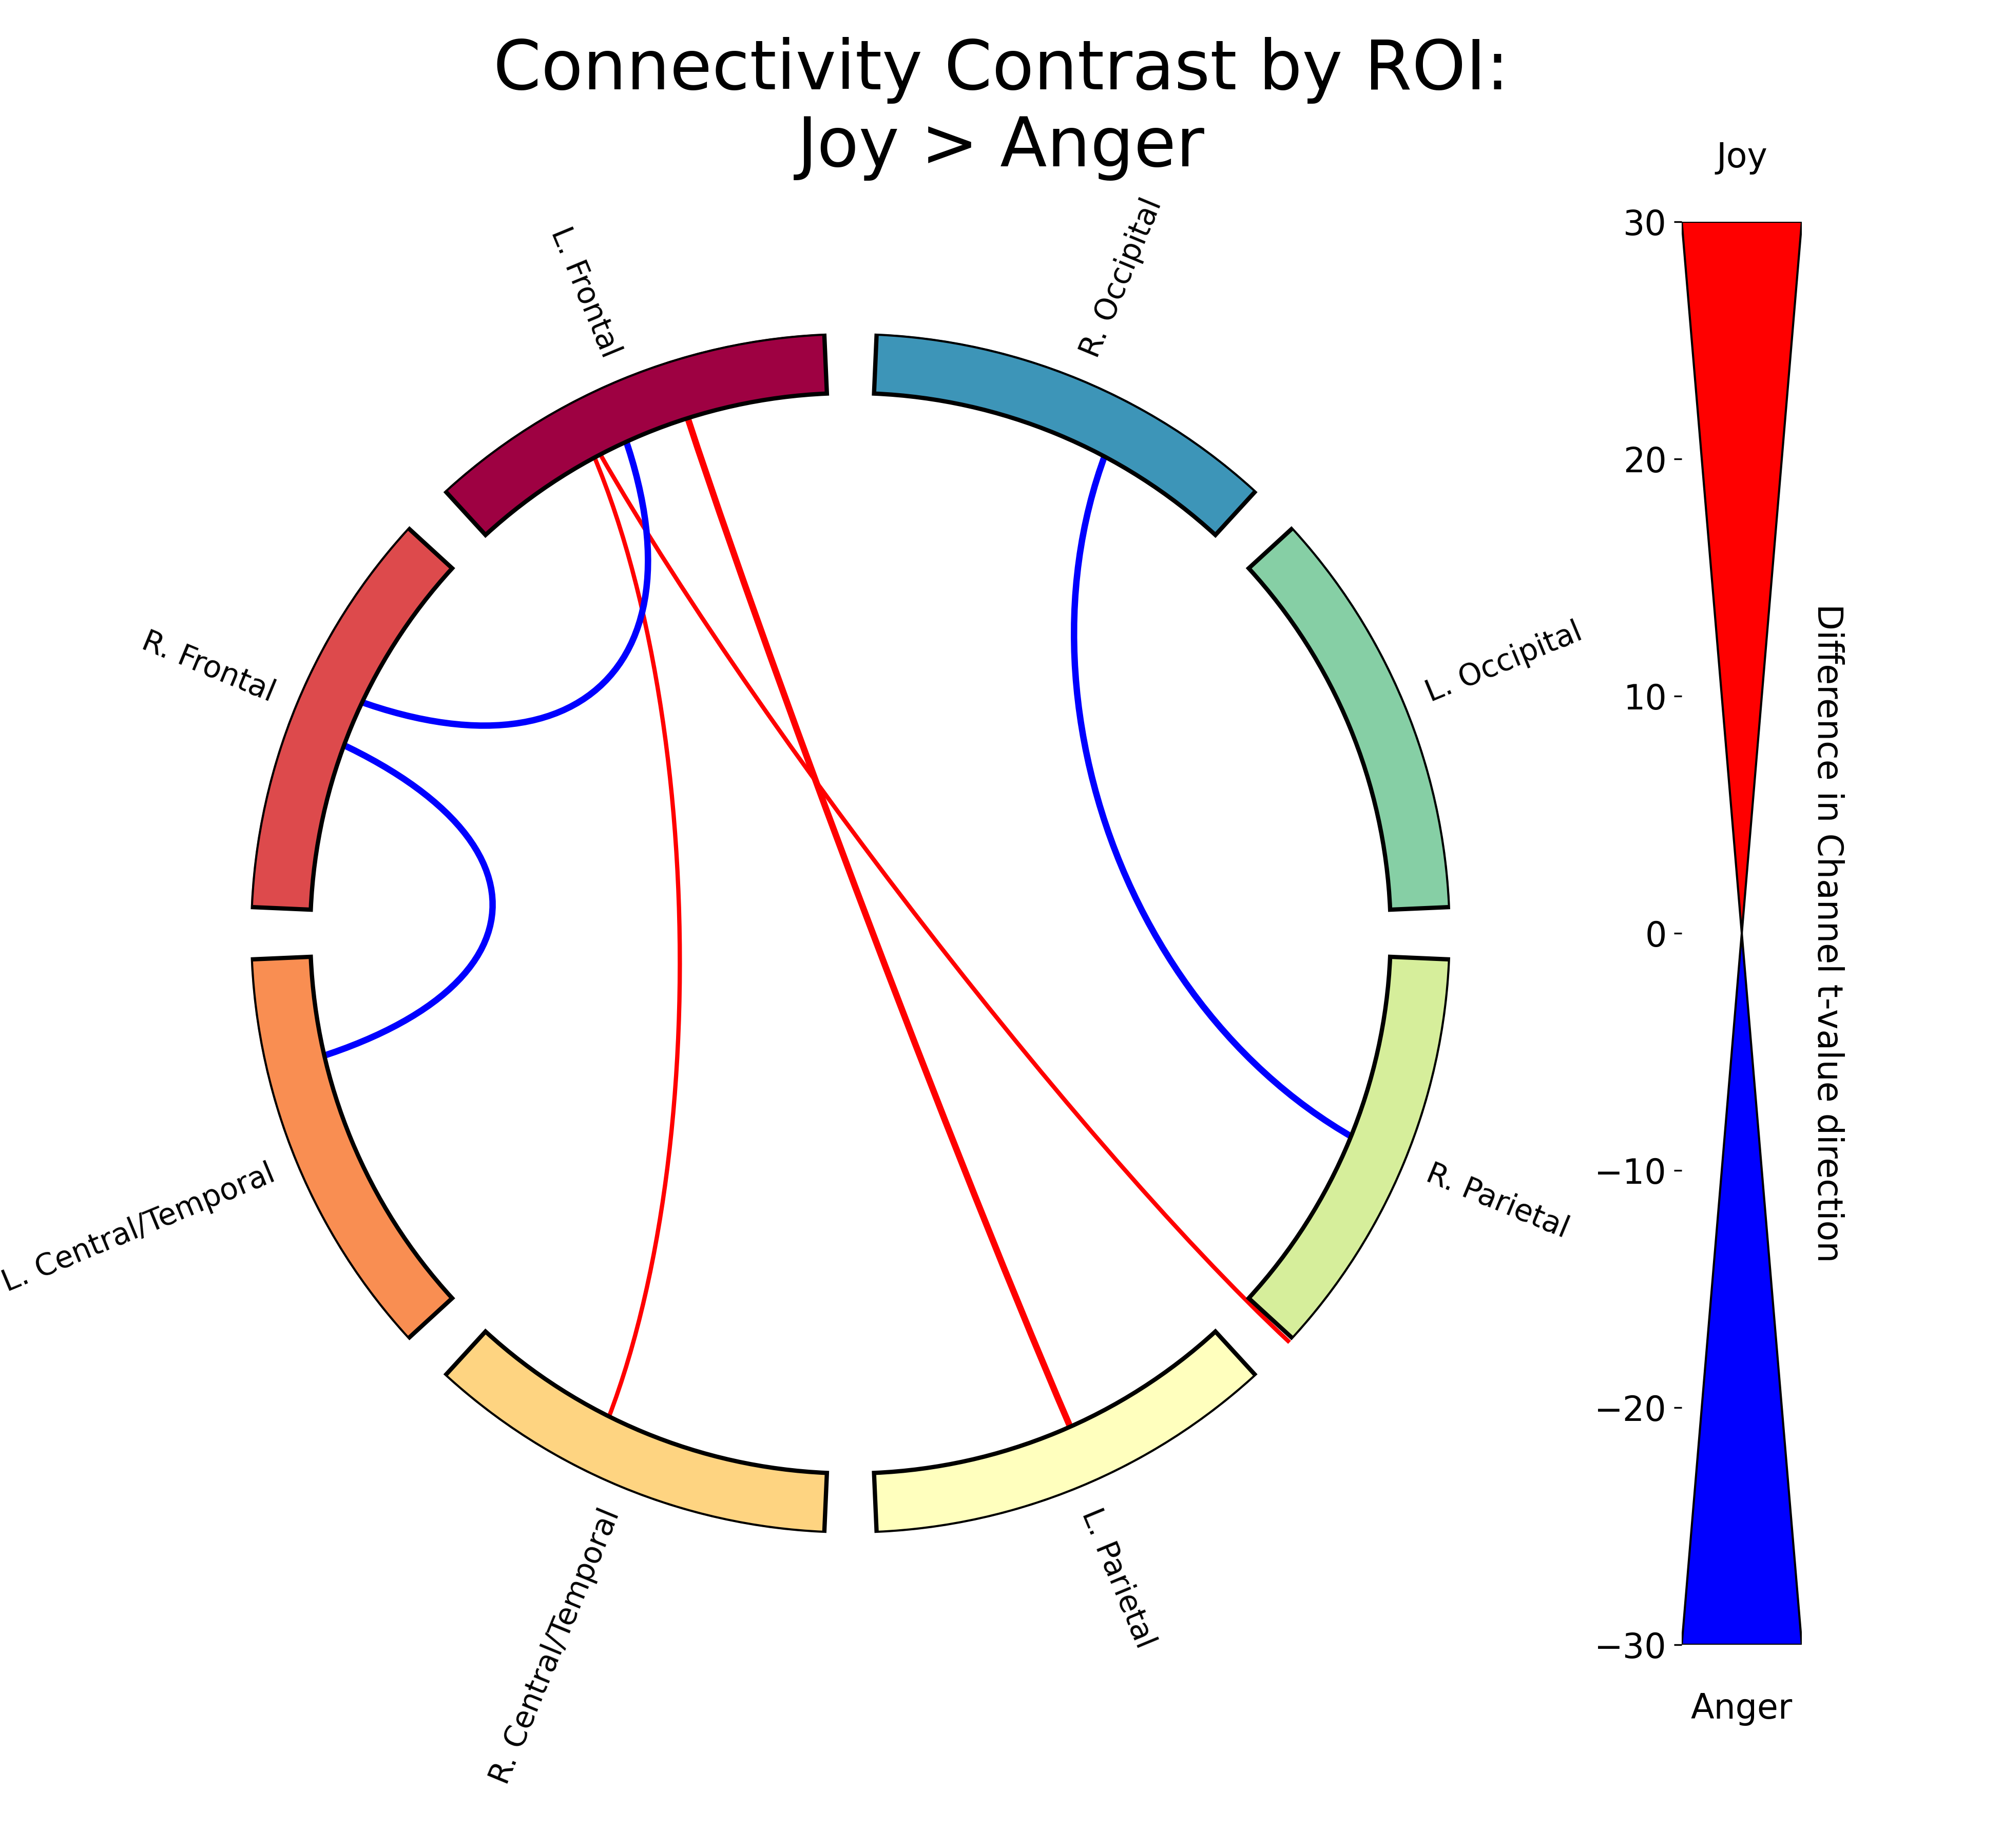 Connectivity Contrast by ROI:
Joy > Anger
L. Frontal
R. Occipital
R. Frontal
L. Occipital
L. Central/Temporal
R. Parietal
R. Central/Temporal
L. Parietal
Joy
30
20
10
0
−10
−20
−30
Anger
Difference in Channel t-value direction